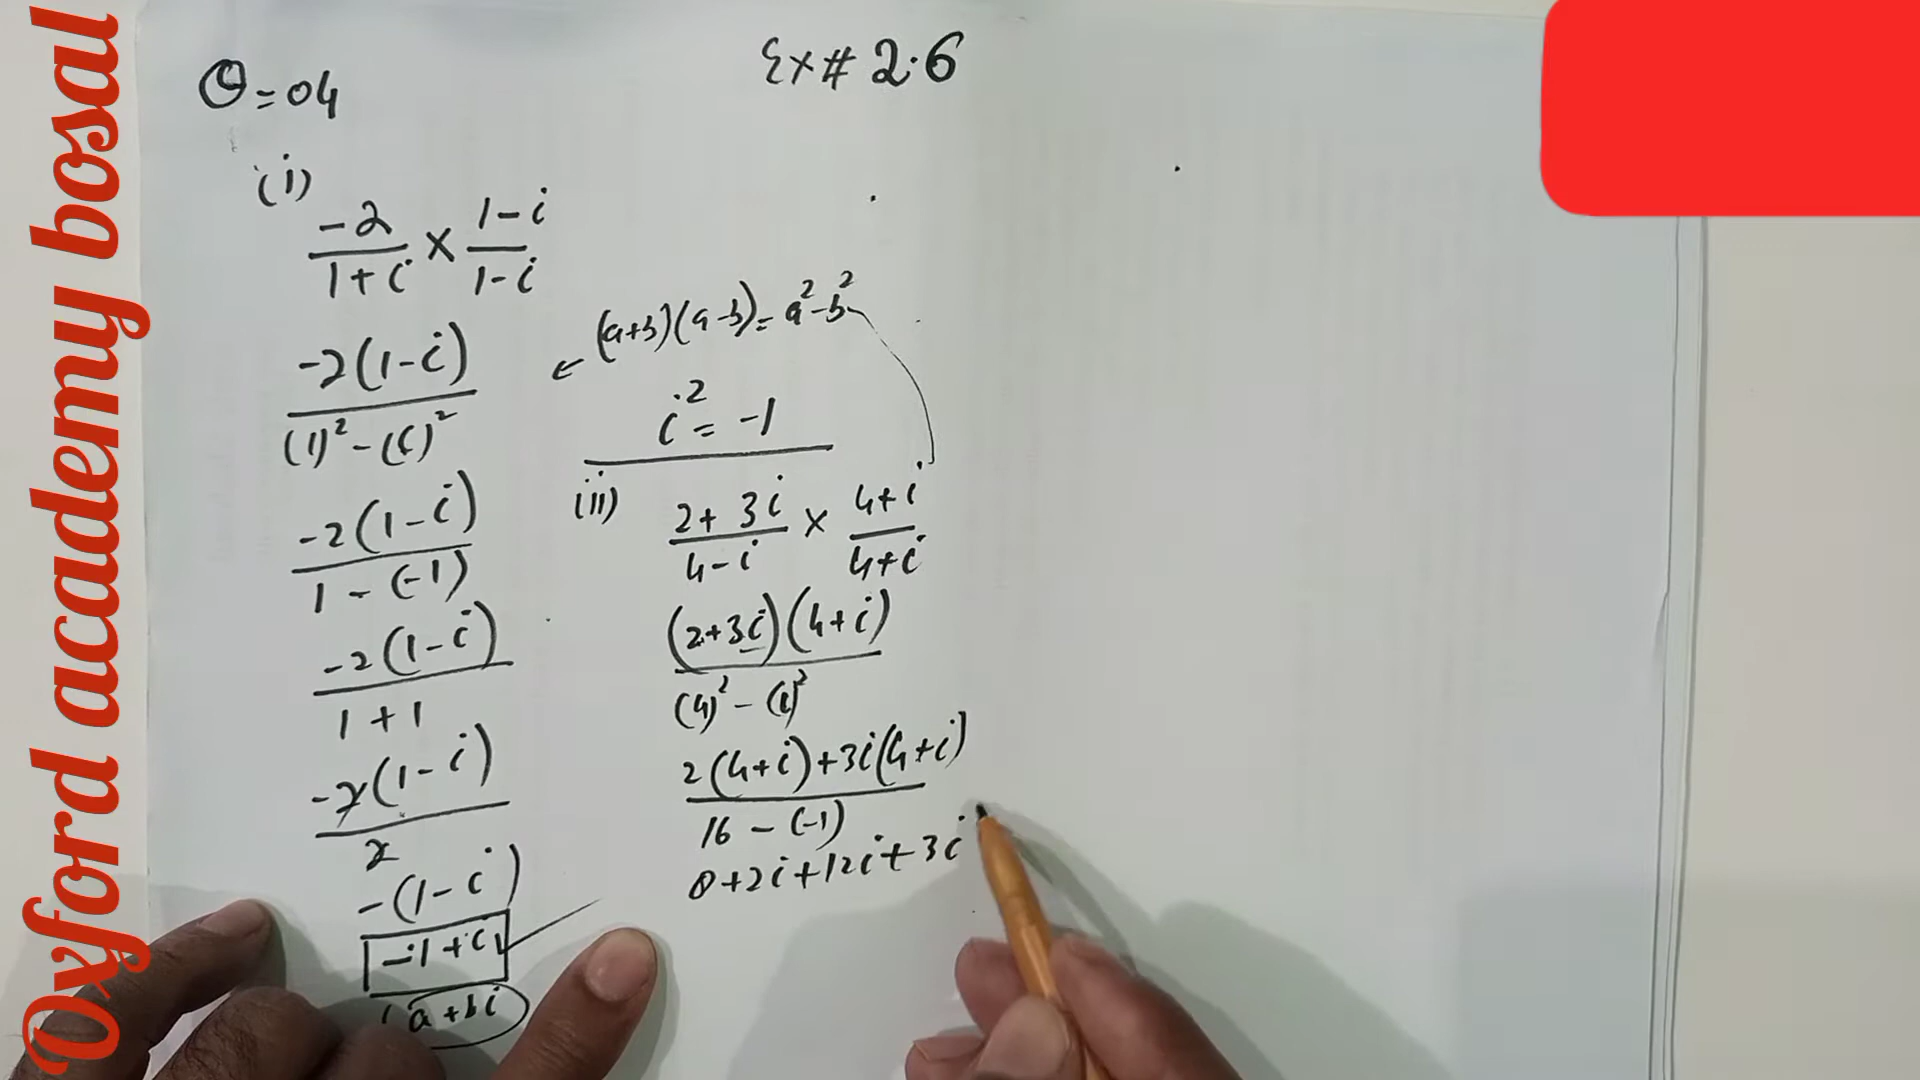 Oxford academy bosal
Ex# 2.6
Q=04
(i)
-2/1+i × 1-i/1-i
-2(1-i)/(1)²-(i)²
-2(1-i)/1-(-1)
-2(1-i)/1+1
-2(1-i)/2
-(1-i)
-1+i
(a+bi
(a+b)(a-b)=a²-b²
i²=-1
(ii)
2+3i/4-i × 4+i/4+i
(2+3i)(4+i)/(4)²-(i)²
2(4+i)+3i(4+i)/16-(-1)
8+2i+12i+3i